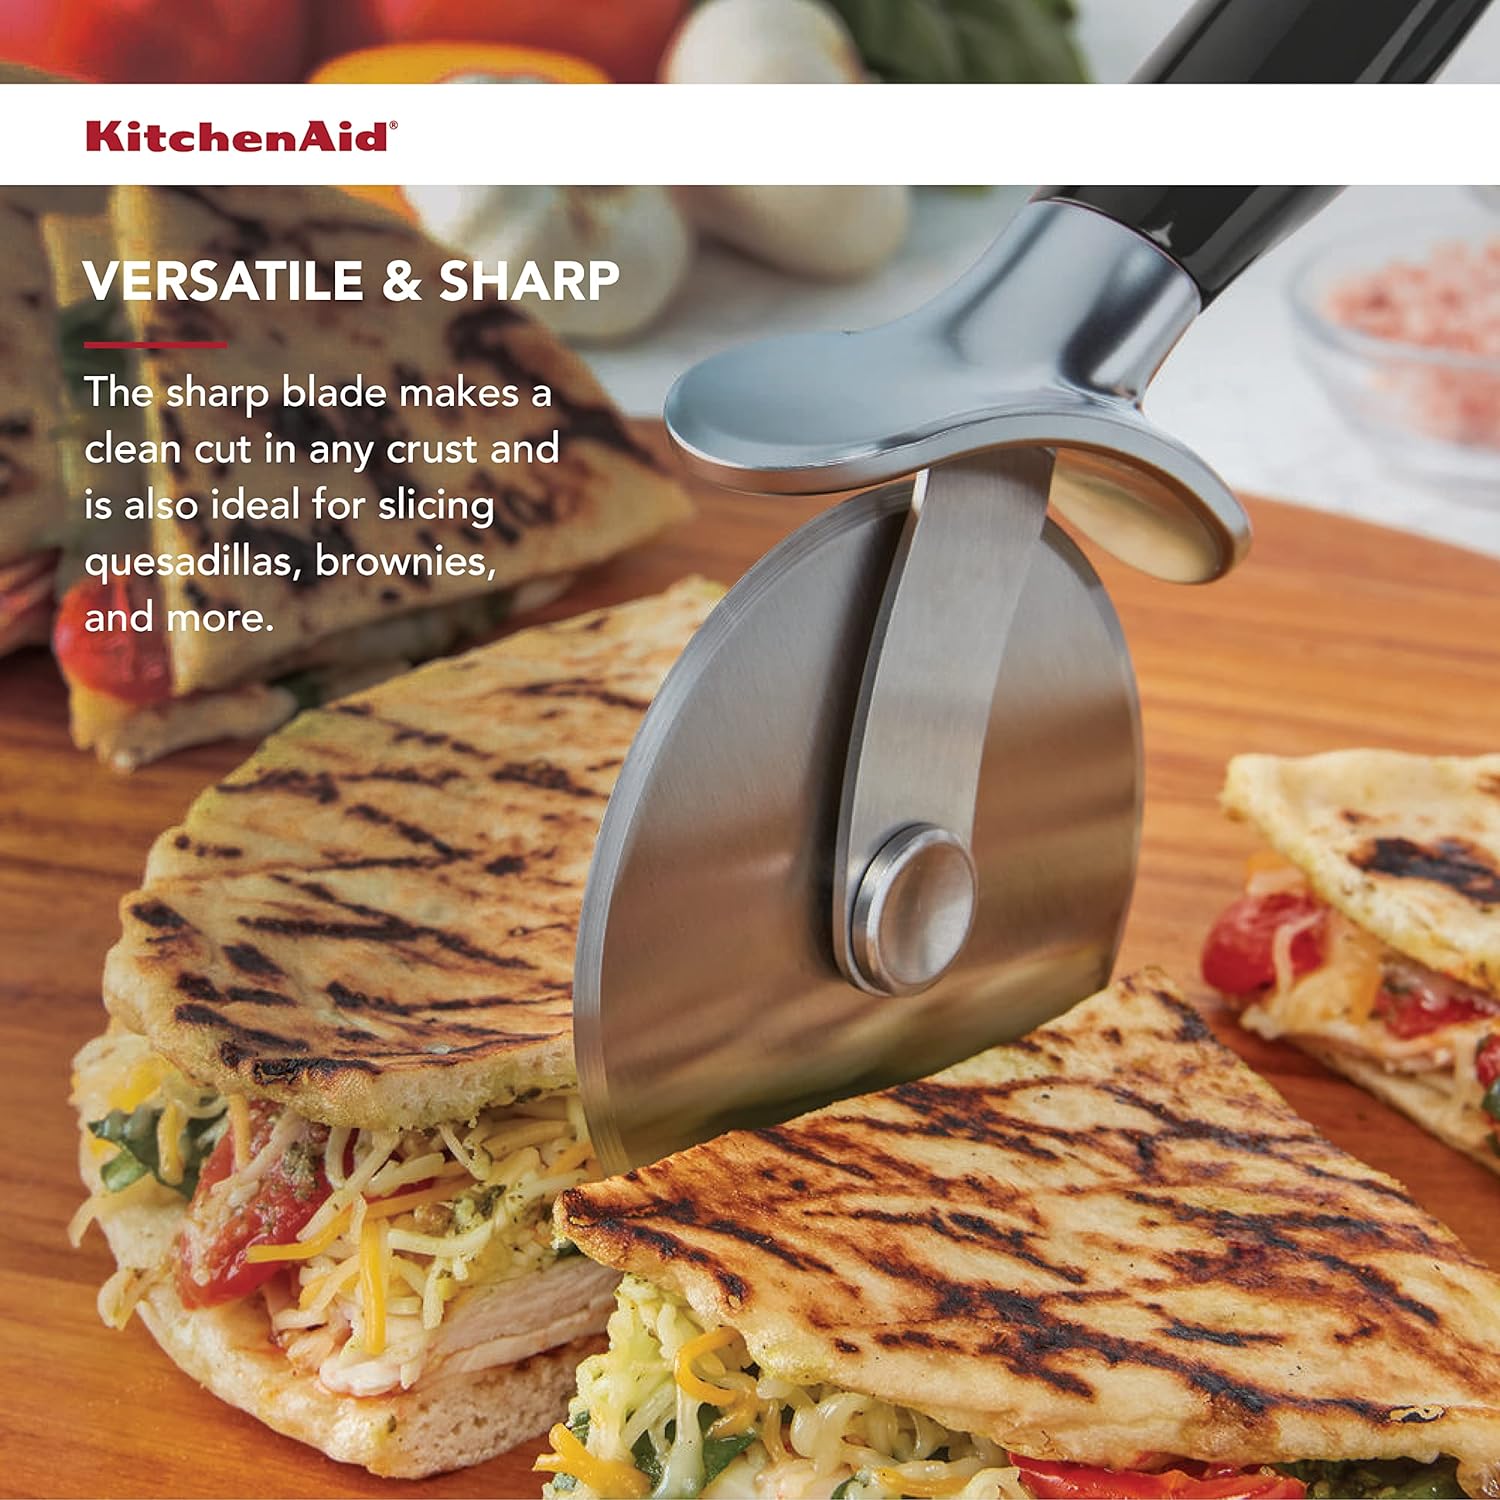 KitchenAid®
VERSATILE & SHARP
The sharp blade makes a
clean cut in any crust and
is also ideal for slicing
quesadillas, brownies,
and more.